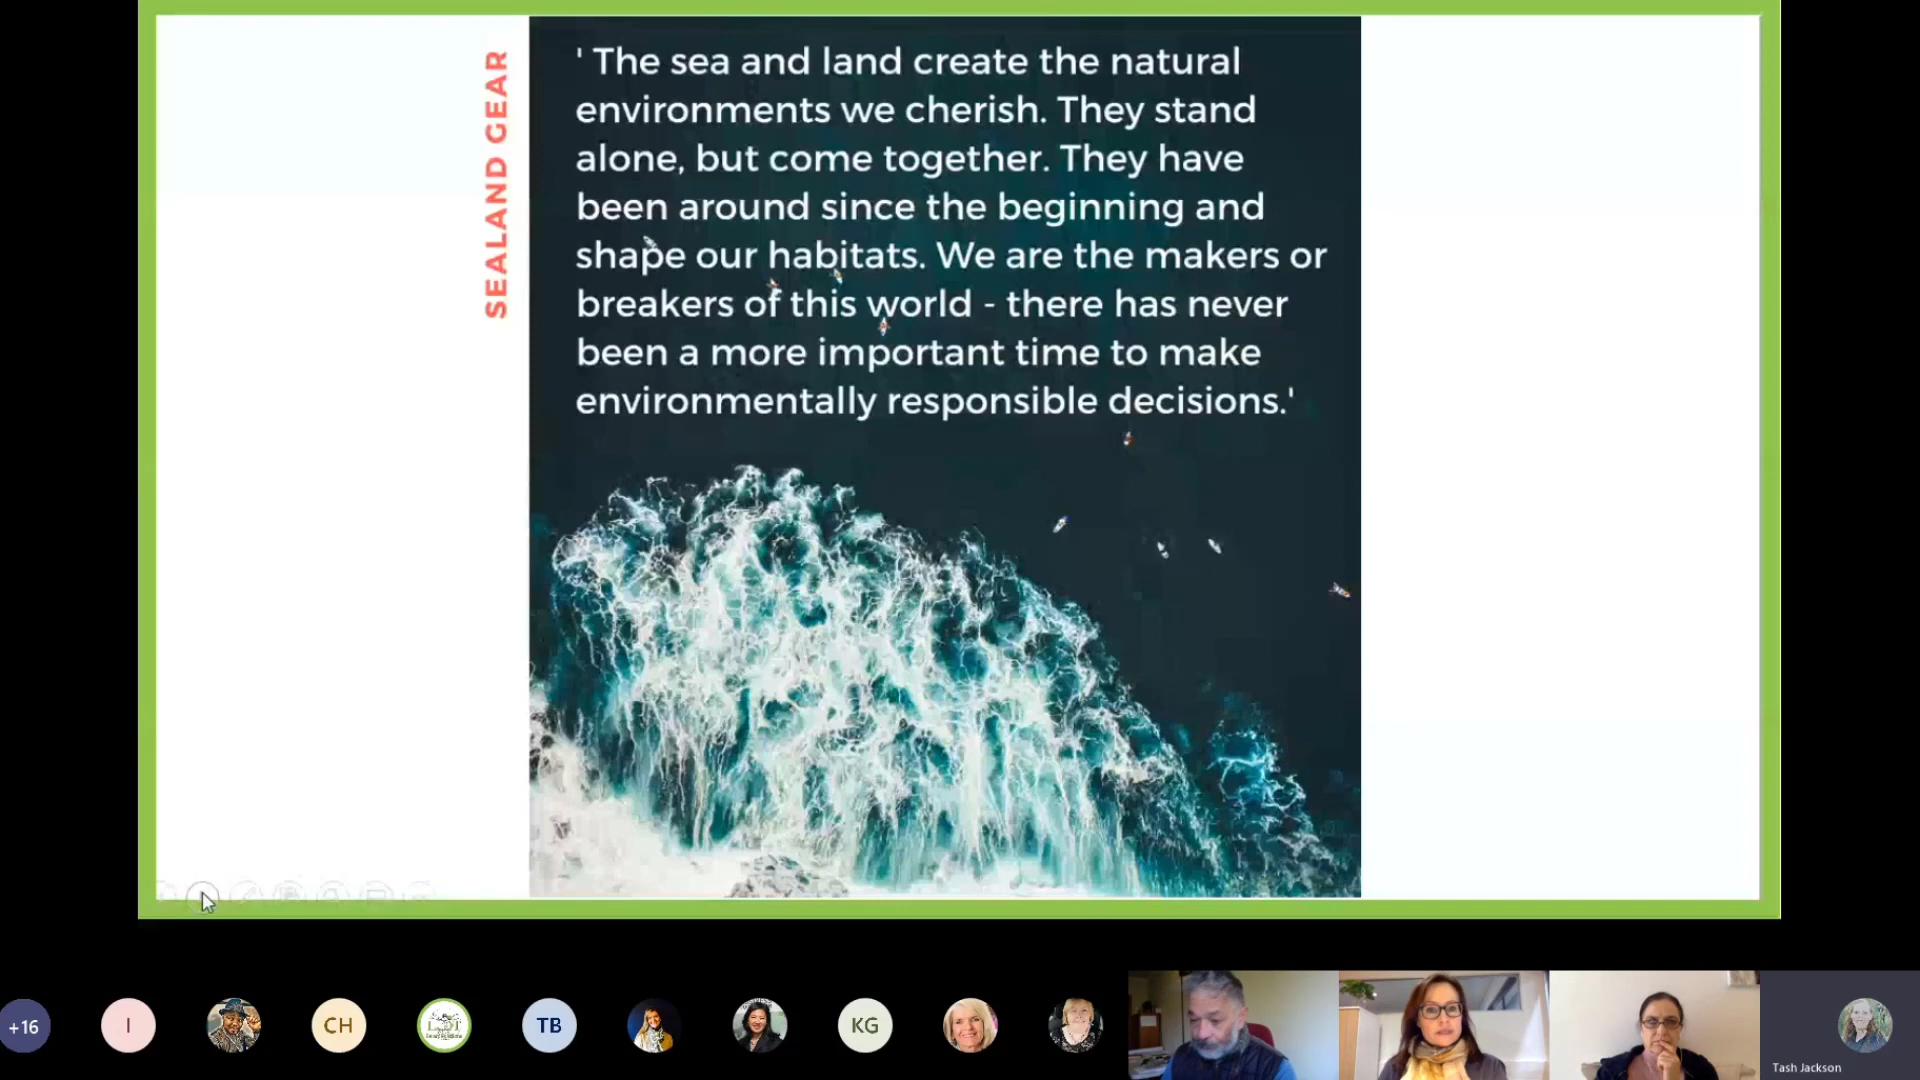 SEALAND GEAR
' The sea and land create the natural
environments we cherish. They stand
alone, but come together. They have
been around since the beginning and
shape our habitats. We are the makers or
breakers of this world - there has never
been a more important time to make
environmentally responsible decisions.'
+16
I
CH
TB
KG
Tash Jackson